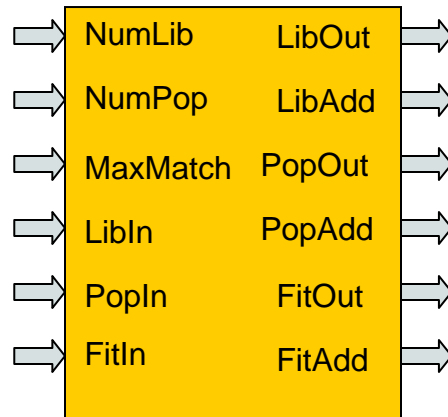 NumLib LibOut
NumPop LibAdd
MaxMatch PopOut
LibIn PopAdd
PopIn FitOut
FitIn FitAdd